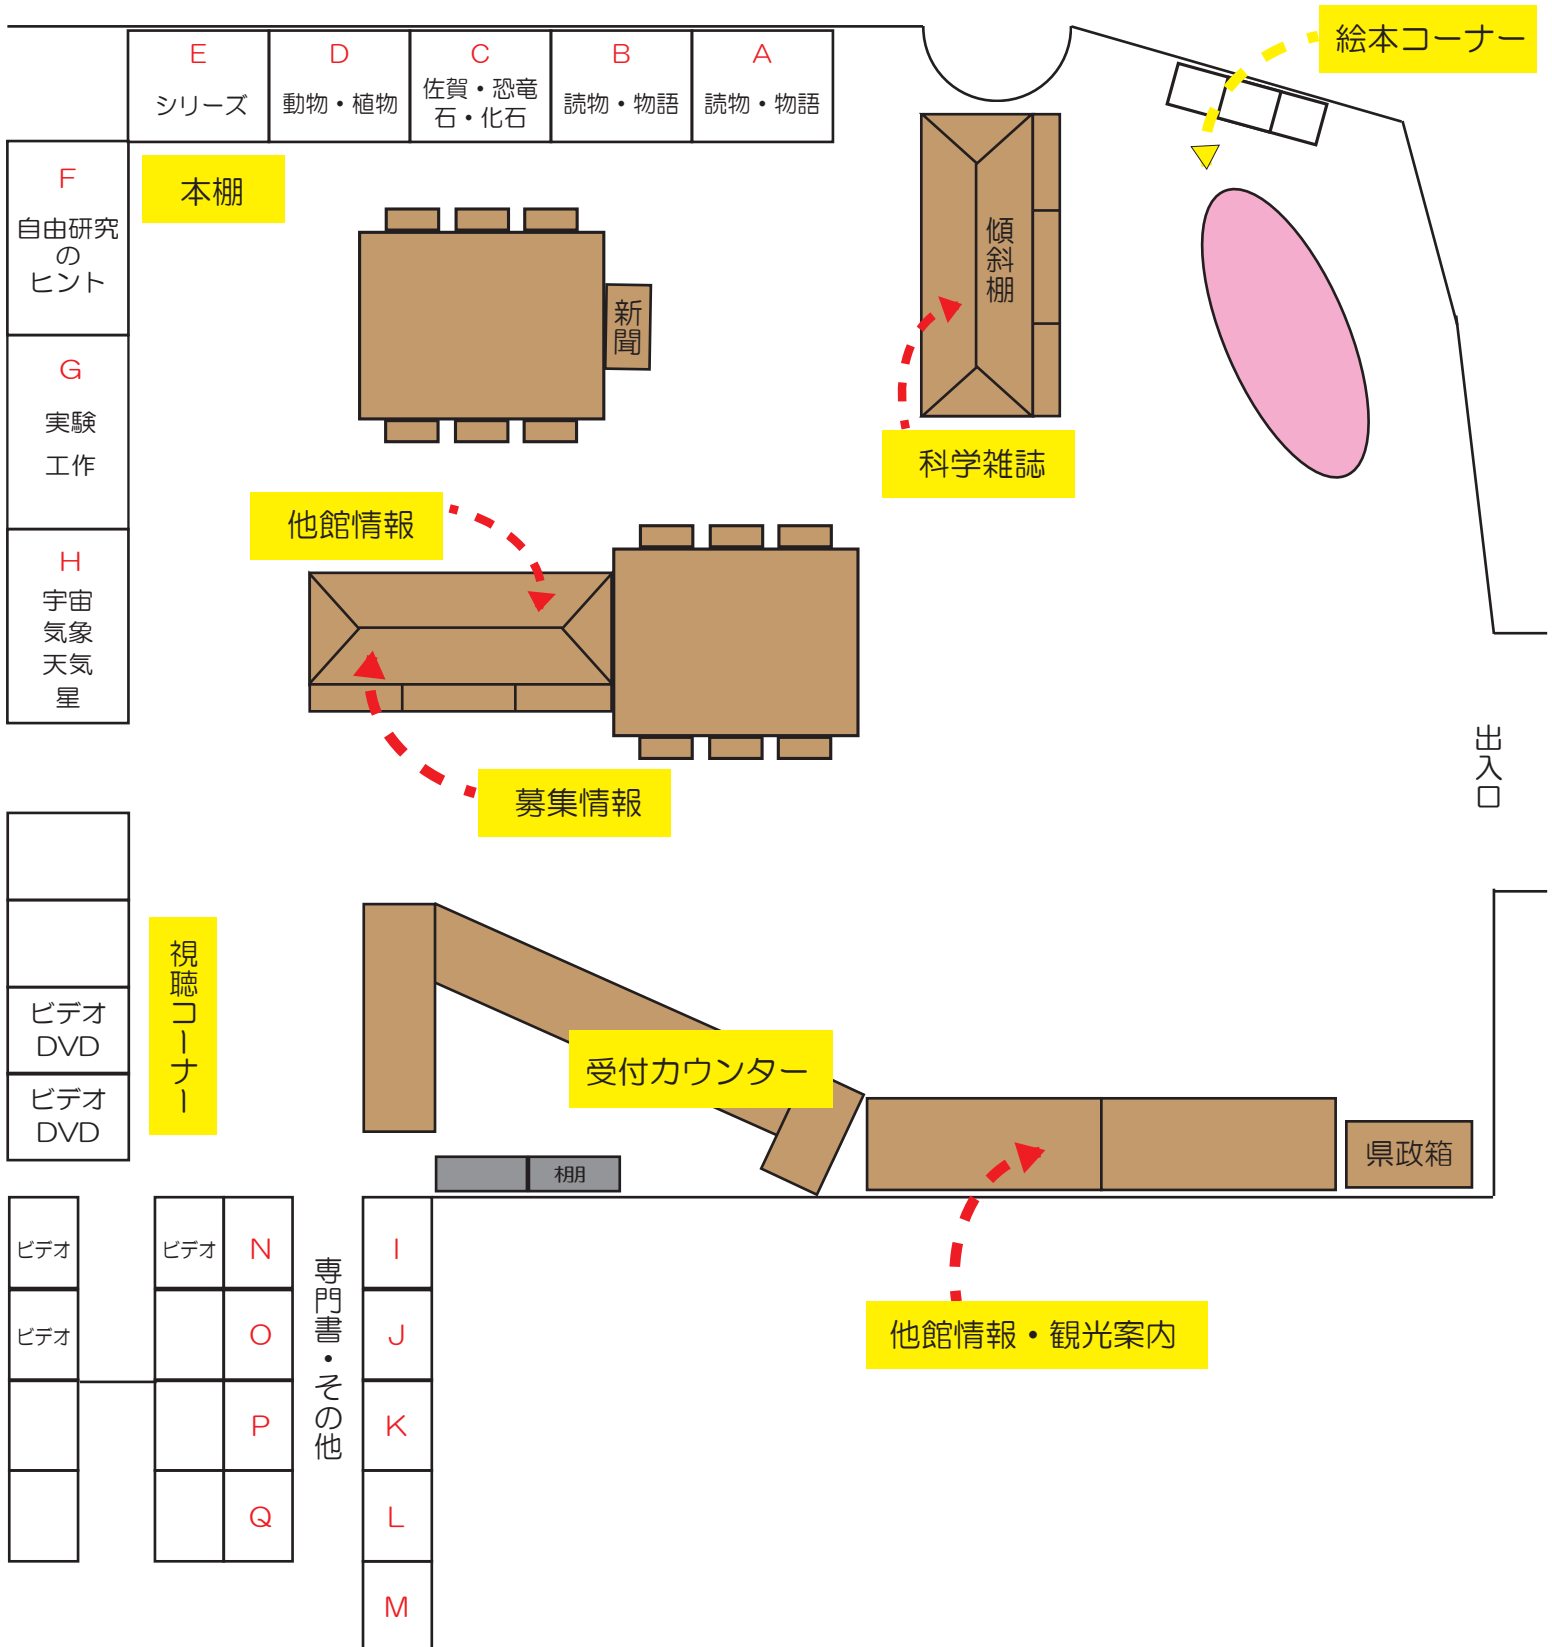 絵本コーナー
E
シリーズ
D
動物・植物
C
佐賀・恐竜
石・化石
B
読物・物語
A
読物・物語
F
自由研究
の
ヒント
本棚
傾斜棚
新聞
G
実験
工作
科学雑誌
他館情報
H
宇宙
気象
天気
星
出入口
募集情報
視聴コーナー
ビデオ
DVD
ビデオ
DVD
受付カウンター
県政箱
棚
ビデオ
ビデオ
N
専門書・その他
I
ビデオ
O
J
他館情報・観光案内
P
K
Q
L
M